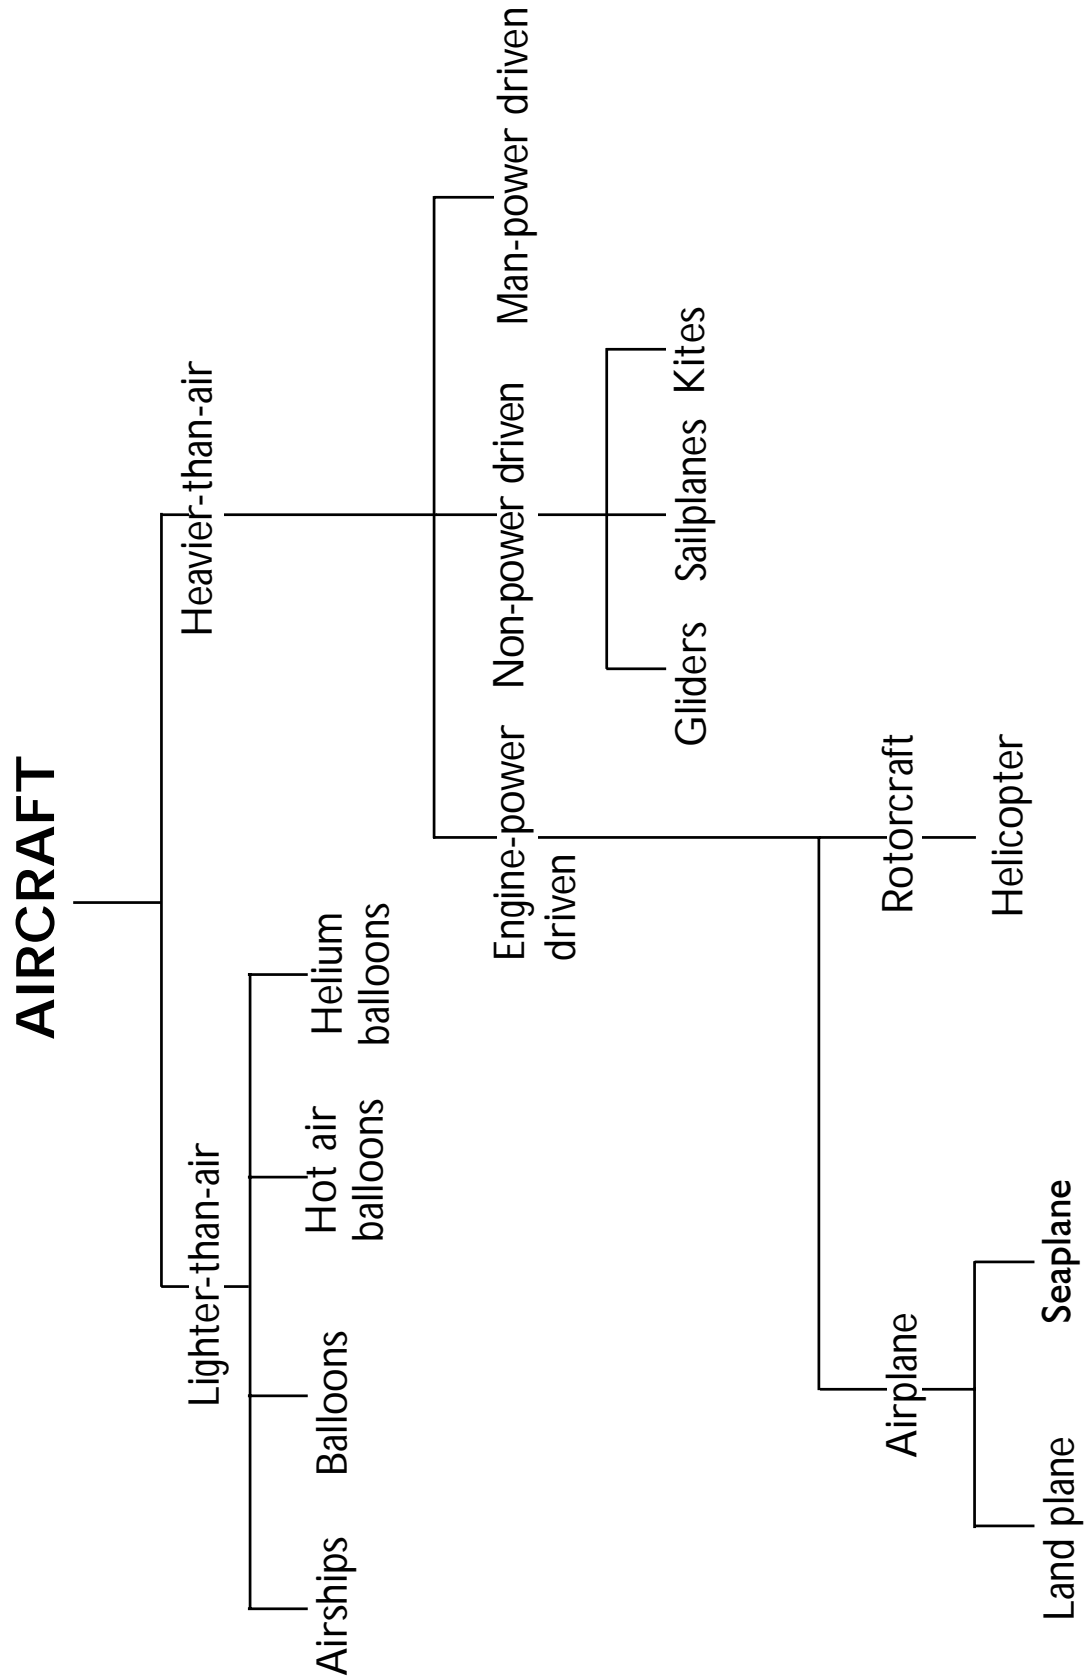 AIRCRAFT
Lighter-than-air
Heavier-than-air
Airships
Balloons
Hot air
balloons
Helium
balloons
Engine-power
driven
Non-power driven
Man-power driven
Gliders
Sailplanes
Kites
Airplane
Rotorcraft
Land plane
Seaplane
Helicopter